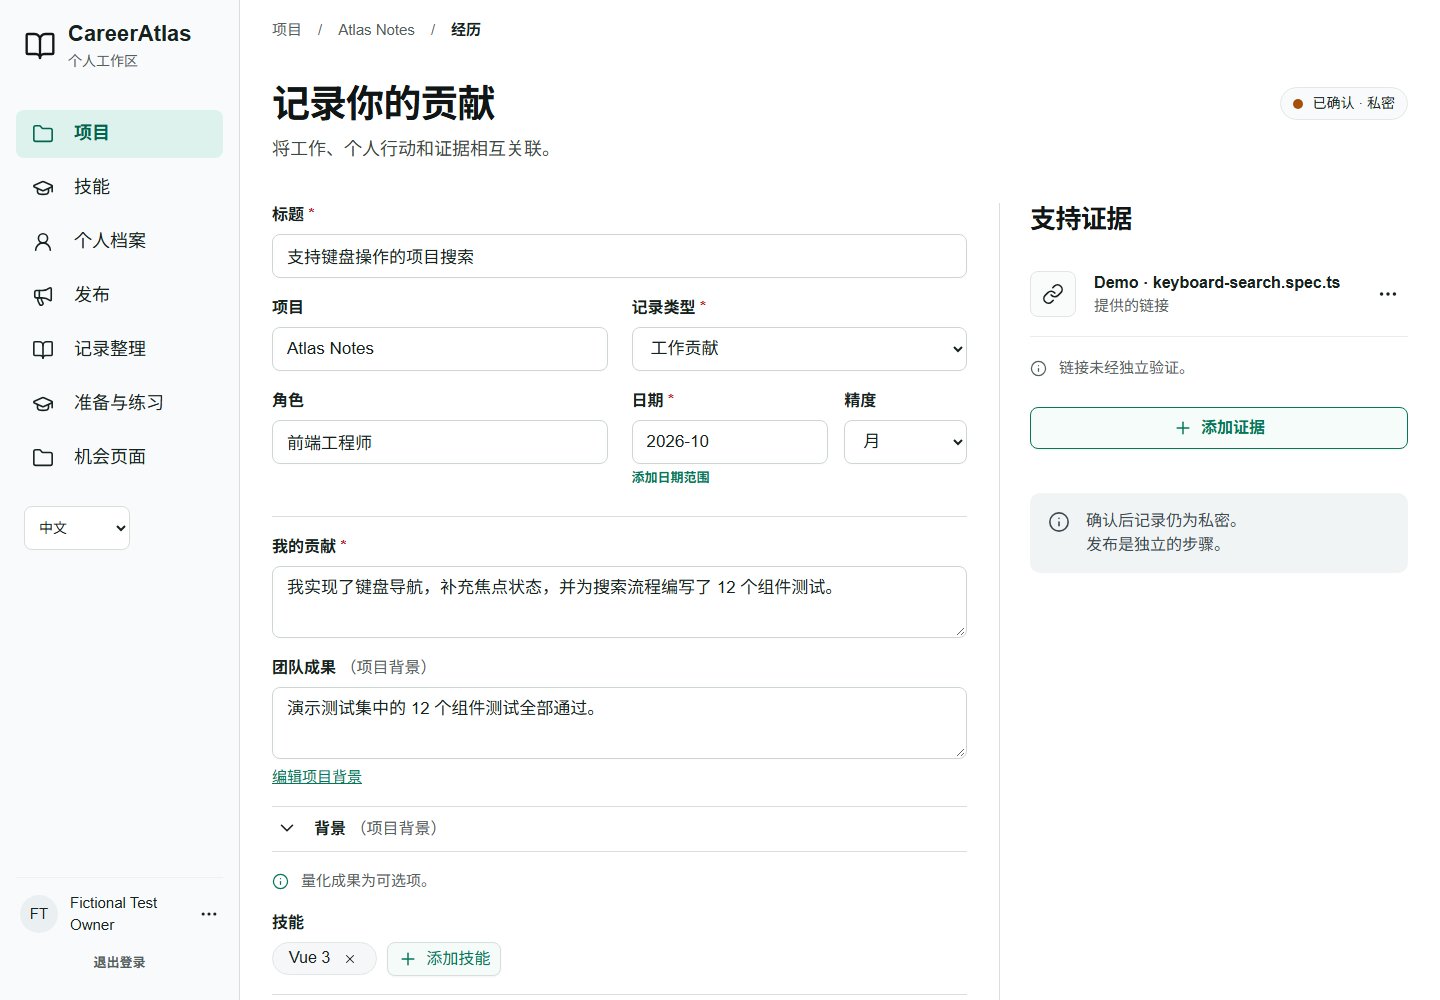 CareerAtlas
个人工作区
项目
技能
个人档案
发布
记录整理
准备与练习
机会页面
中文
FT
Fictional Test
Owner
退出登录
项目 / Atlas Notes / 经历
记录你的贡献
将工作、个人行动和证据相互关联。
已确认 · 私密
标题 *
支持键盘操作的项目搜索
项目
Atlas Notes
记录类型 *
工作贡献
角色
前端工程师
日期 *
2026-10
添加日期范围
精度
月
我的贡献 *
我实现了键盘导航，补充焦点状态，并为搜索流程编写了 12 个组件测试。
团队成果 （项目背景）
演示测试集中的 12 个组件测试全部通过。
编辑项目背景
背景 （项目背景）
量化成果为可选项。
技能
Vue 3 ×
+ 添加技能
支持证据
Demo · keyboard-search.spec.ts
提供的链接
链接未经独立验证。
+ 添加证据
确认后记录仍为私密。
发布是独立的步骤。